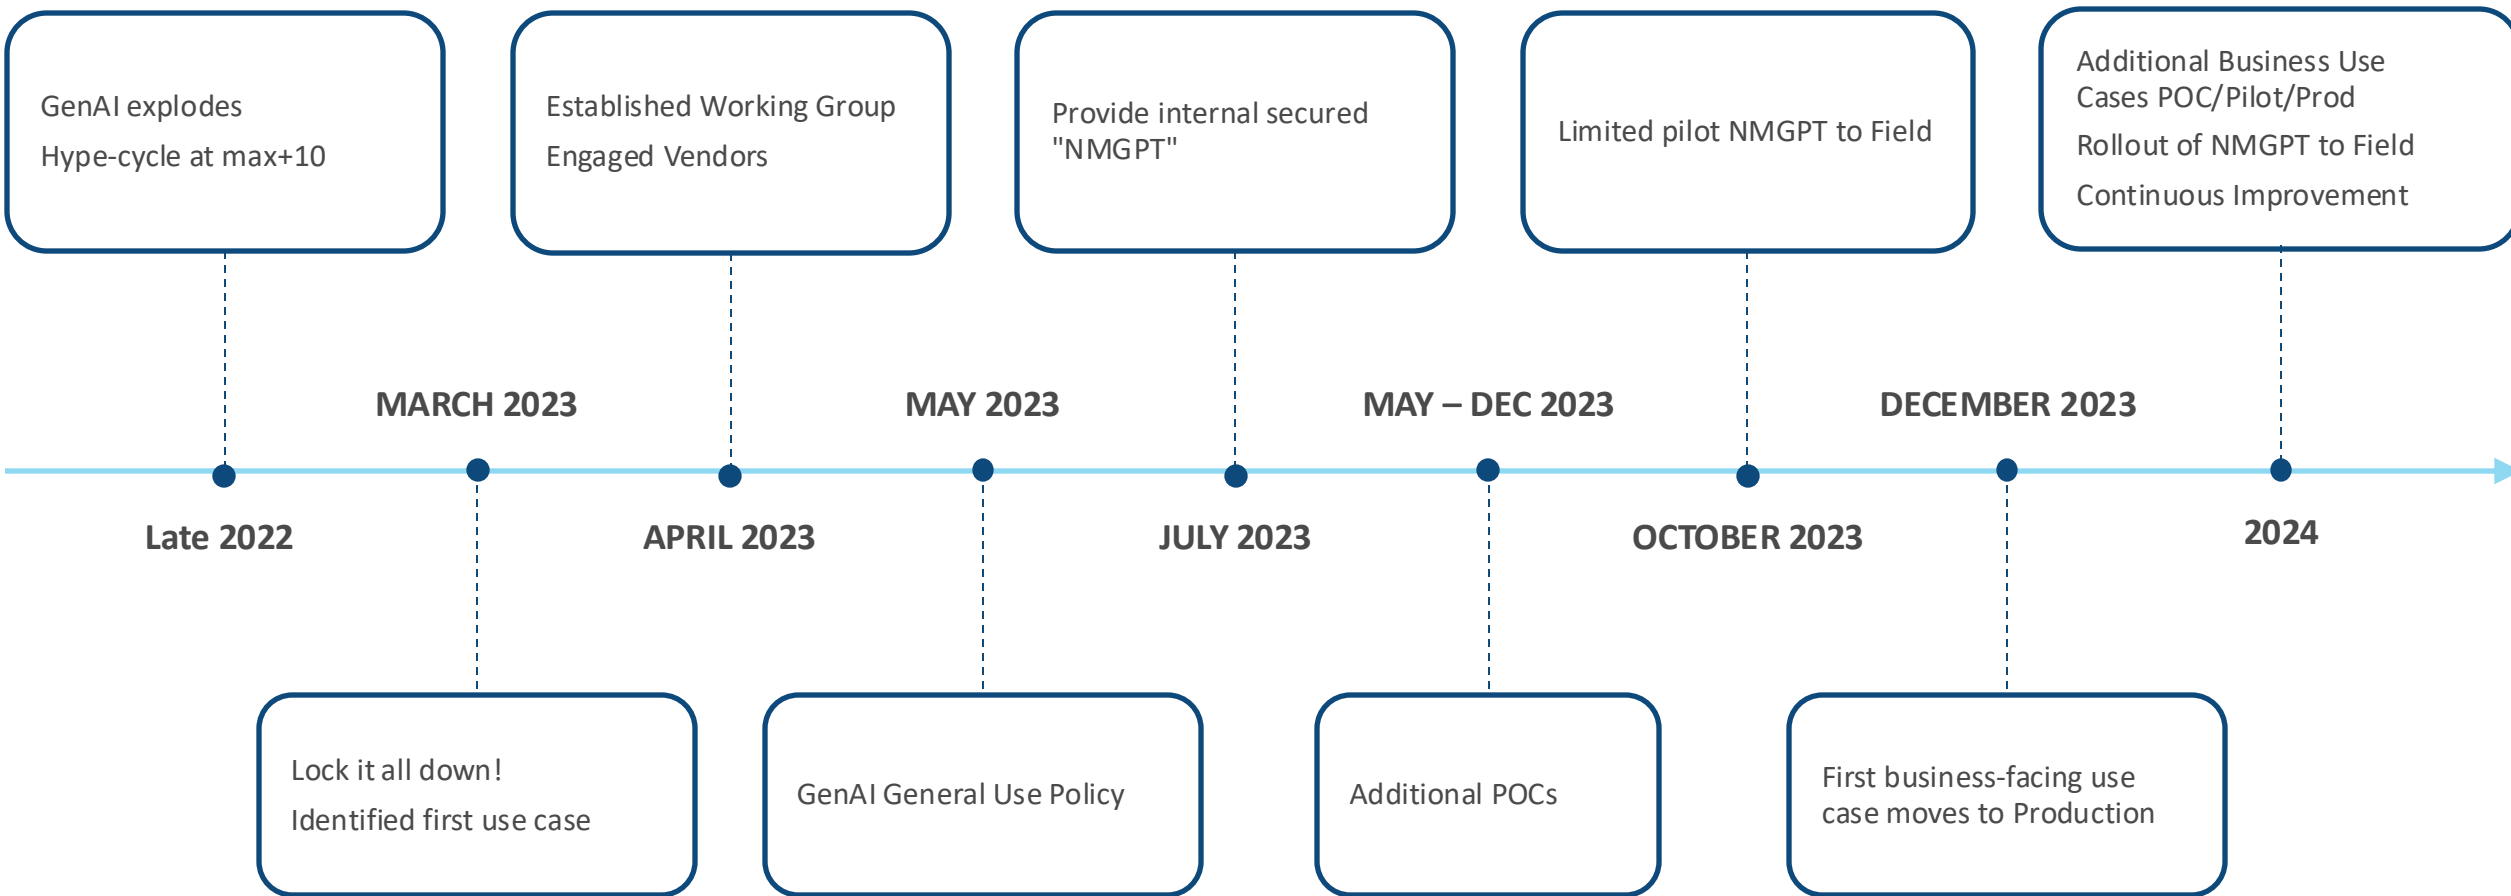 GenAI explodes
Hype-cycle at max+10
Established Working Group
Engaged Vendors
Provide internal secured
"NMGPT"
Limited pilot NMGPT to Field
Additional Business Use
Cases POC/Pilot/Prod
Rollout of NMGPT to Field
Continuous Improvement
MARCH 2023
MAY 2023
MAY – DEC 2023
DECEMBER 2023
Late 2022
APRIL 2023
JULY 2023
OCTOBER 2023
2024
Lock it all down!
Identified first use case
GenAI General Use Policy
Additional POCs
First business-facing use
case moves to Production